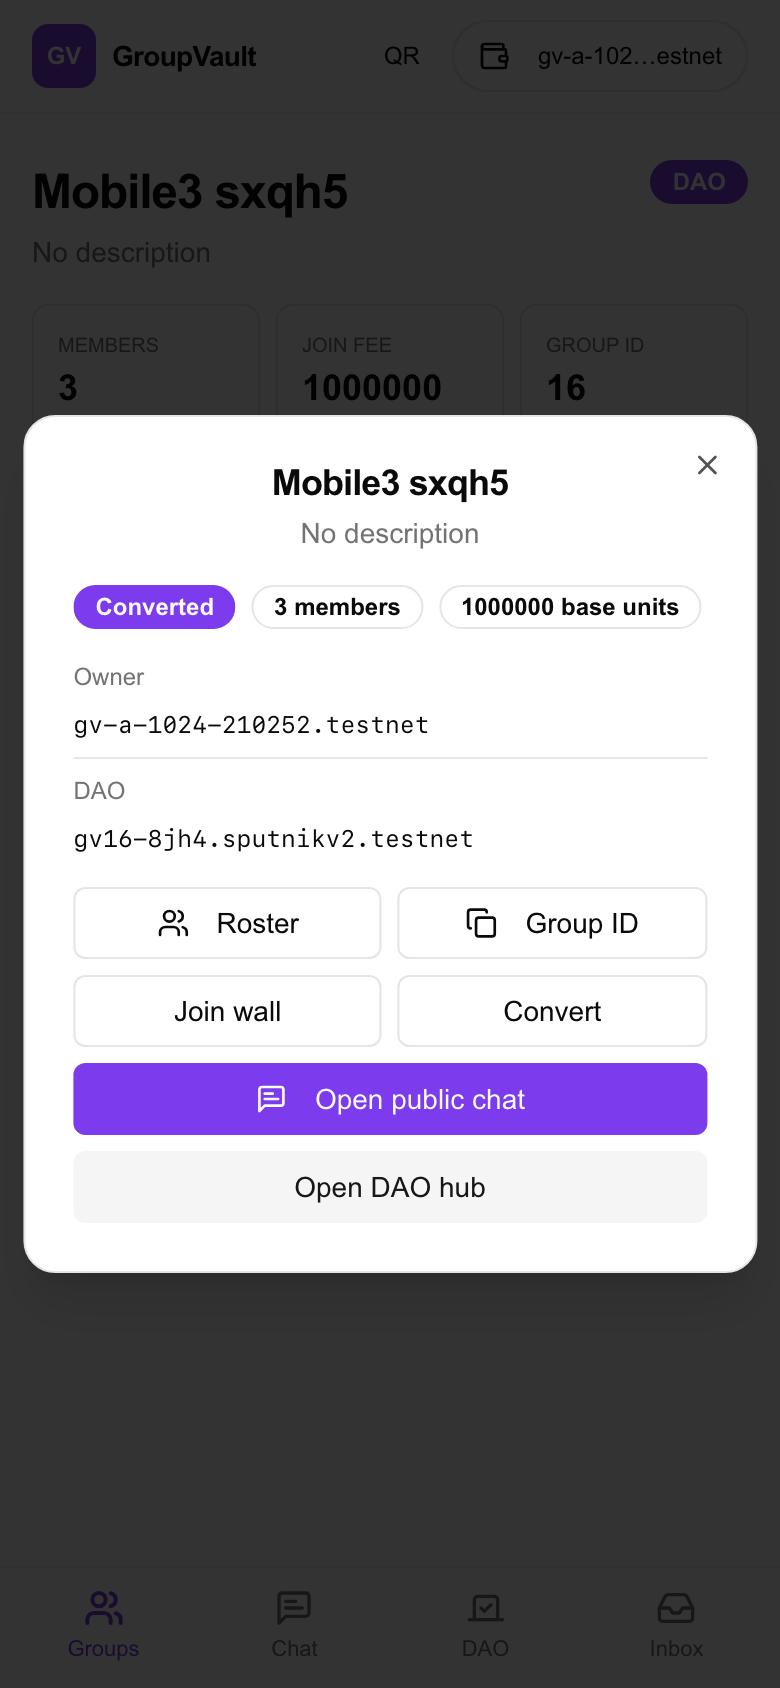 GV GroupVault QR gv-a-102...estnet
Mobile3 sxqh5 DAO
No description
MEMBERS JOIN FEE GROUP ID
3 1000000 16
Mobile3 sxqh5
No description
Converted 3 members 1000000 base units
Owner
gv-a-1024-210252.testnet
DAO
gv16-8jh4.sputnikv2.testnet
Roster Group ID
Join wall Convert
Open public chat
Open DAO hub
Groups Chat DAO Inbox